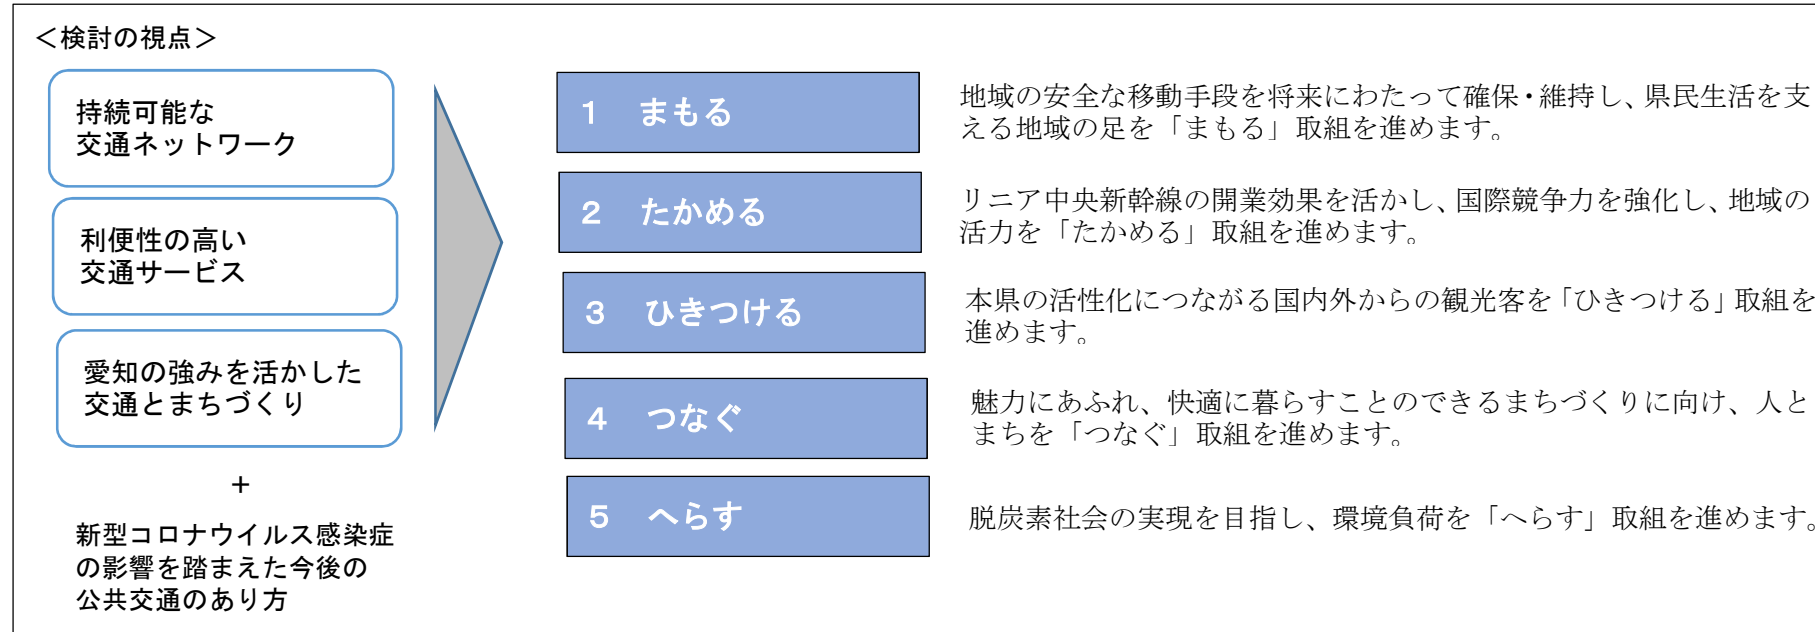 ＜検討の視点＞
持続可能な
交通ネットワーク
利便性の高い
交通サービス
愛知の強みを活かした
交通とまちづくり
＋
新型コロナウイルス感染症
の影響を踏まえた今後の
公共交通のあり方
１　まもる
地域の安全な移動手段を将来にわたって確保・維持し、県民生活を支
える地域の足を「まもる」取組を進めます。
２　たかめる
リニア中央新幹線の開業効果を活かし、国際競争力を強化し、地域の
活力を「たかめる」取組を進めます。
３　ひきつける
本県の活性化につながる国内外からの観光客を「ひきつける」取組を
進めます。
４　つなぐ
魅力にあふれ、快適に暮らすことのできるまちづくりに向け、人と
まちを「つなぐ」取組を進めます。
５　へらす
脱炭素社会の実現を目指し、環境負荷を「へらす」取組を進めます。